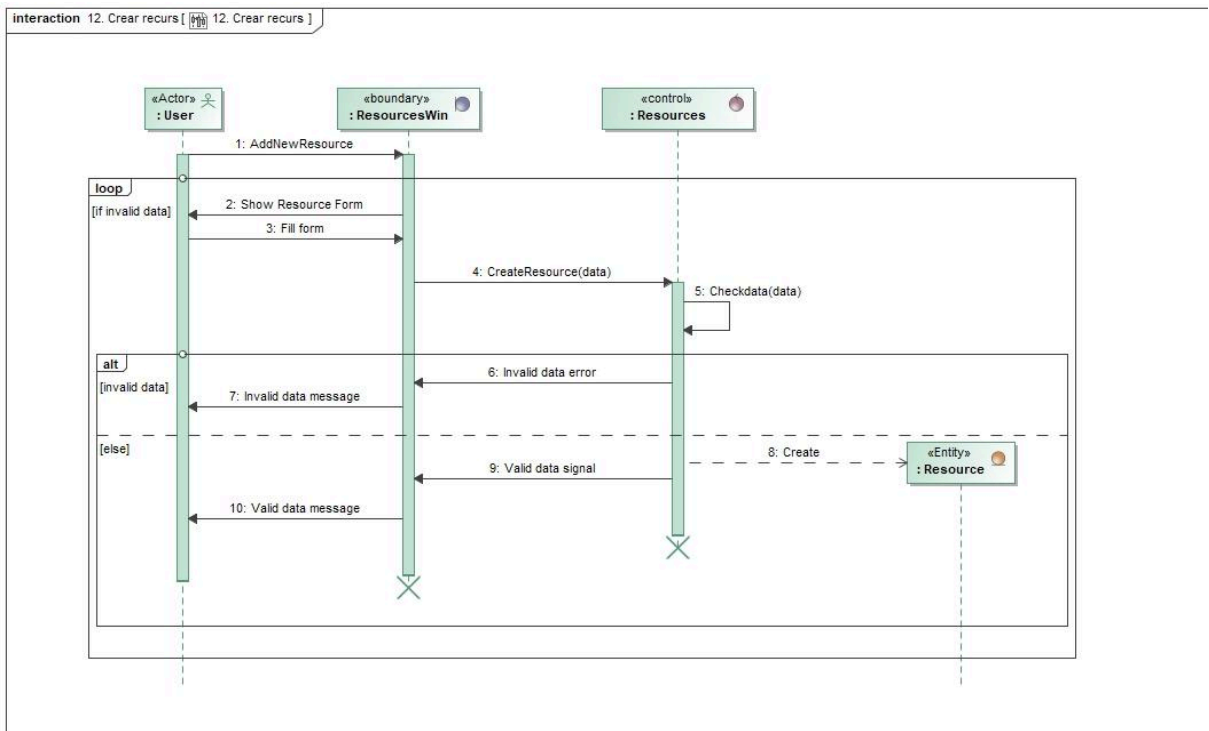 interaction 12. Crear recurs [ 12. Crear recurs ]
«Actor»
: User
«boundary»
: ResourcesWin
«control»
: Resources
1: AddNewResource
loop
[if invalid data]
2: Show Resource Form
3: Fill form
4: CreateResource(data)
5: Checkdata(data)
alt
[invalid data]
6: Invalid data error
7: Invalid data message
[else]
8: Create
«Entity»
: Resource
9: Valid data signal
10: Valid data message